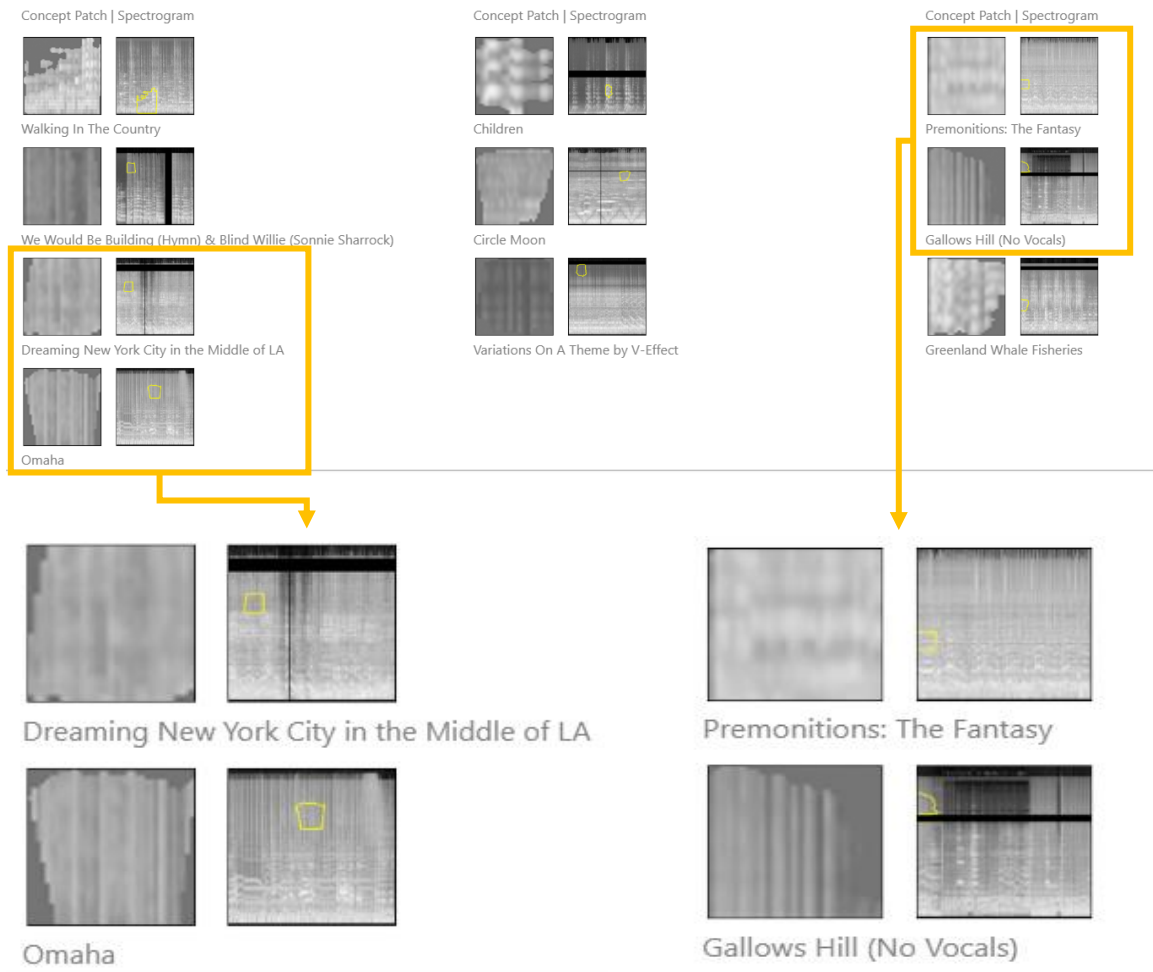 Concept Patch | Spectrogram
Walking In The Country
We Would Be Building (Hymn) & Blind Willie (Sonnie Sharrock)
Dreaming New York City in the Middle of LA
Omaha
Concept Patch | Spectrogram
Children
Circle Moon
Variations On A Theme by V-Effect
Concept Patch | Spectrogram
Premonitions: The Fantasy
Gallows Hill (No Vocals)
Greenland Whale Fisheries
Dreaming New York City in the Middle of LA
Omaha
Premonitions: The Fantasy
Gallows Hill (No Vocals)